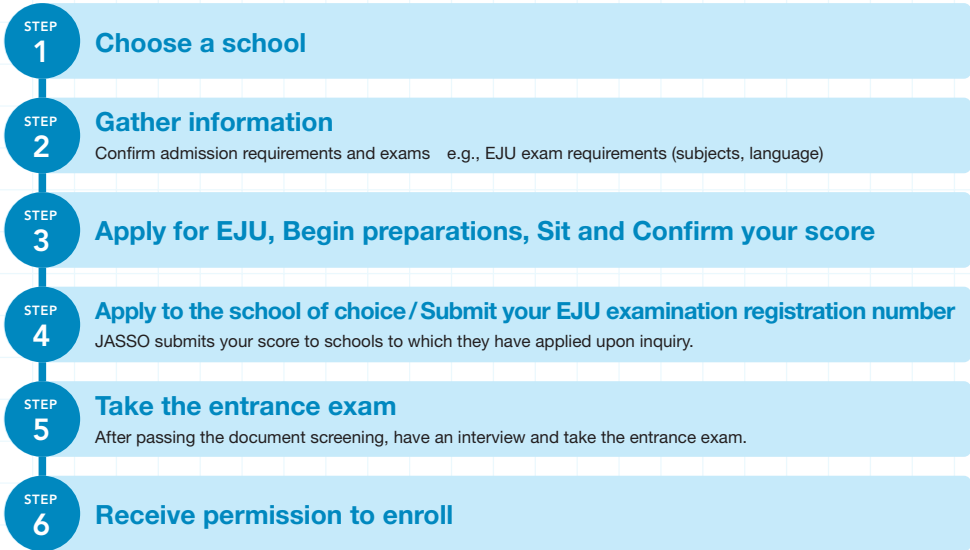 STEP
1
Choose a school
STEP
2
Gather information
Confirm admission requirements and exams e.g., EJU exam requirements (subjects, language)
STEP
3
Apply for EJU, Begin preparations, Sit and Confirm your score
STEP
4
Apply to the school of choice/Submit your EJU examination registration number
JASSO submits your score to schools to which they have applied upon inquiry.
STEP
5
Take the entrance exam
After passing the document screening, have an interview and take the entrance exam.
STEP
6
Receive permission to enroll